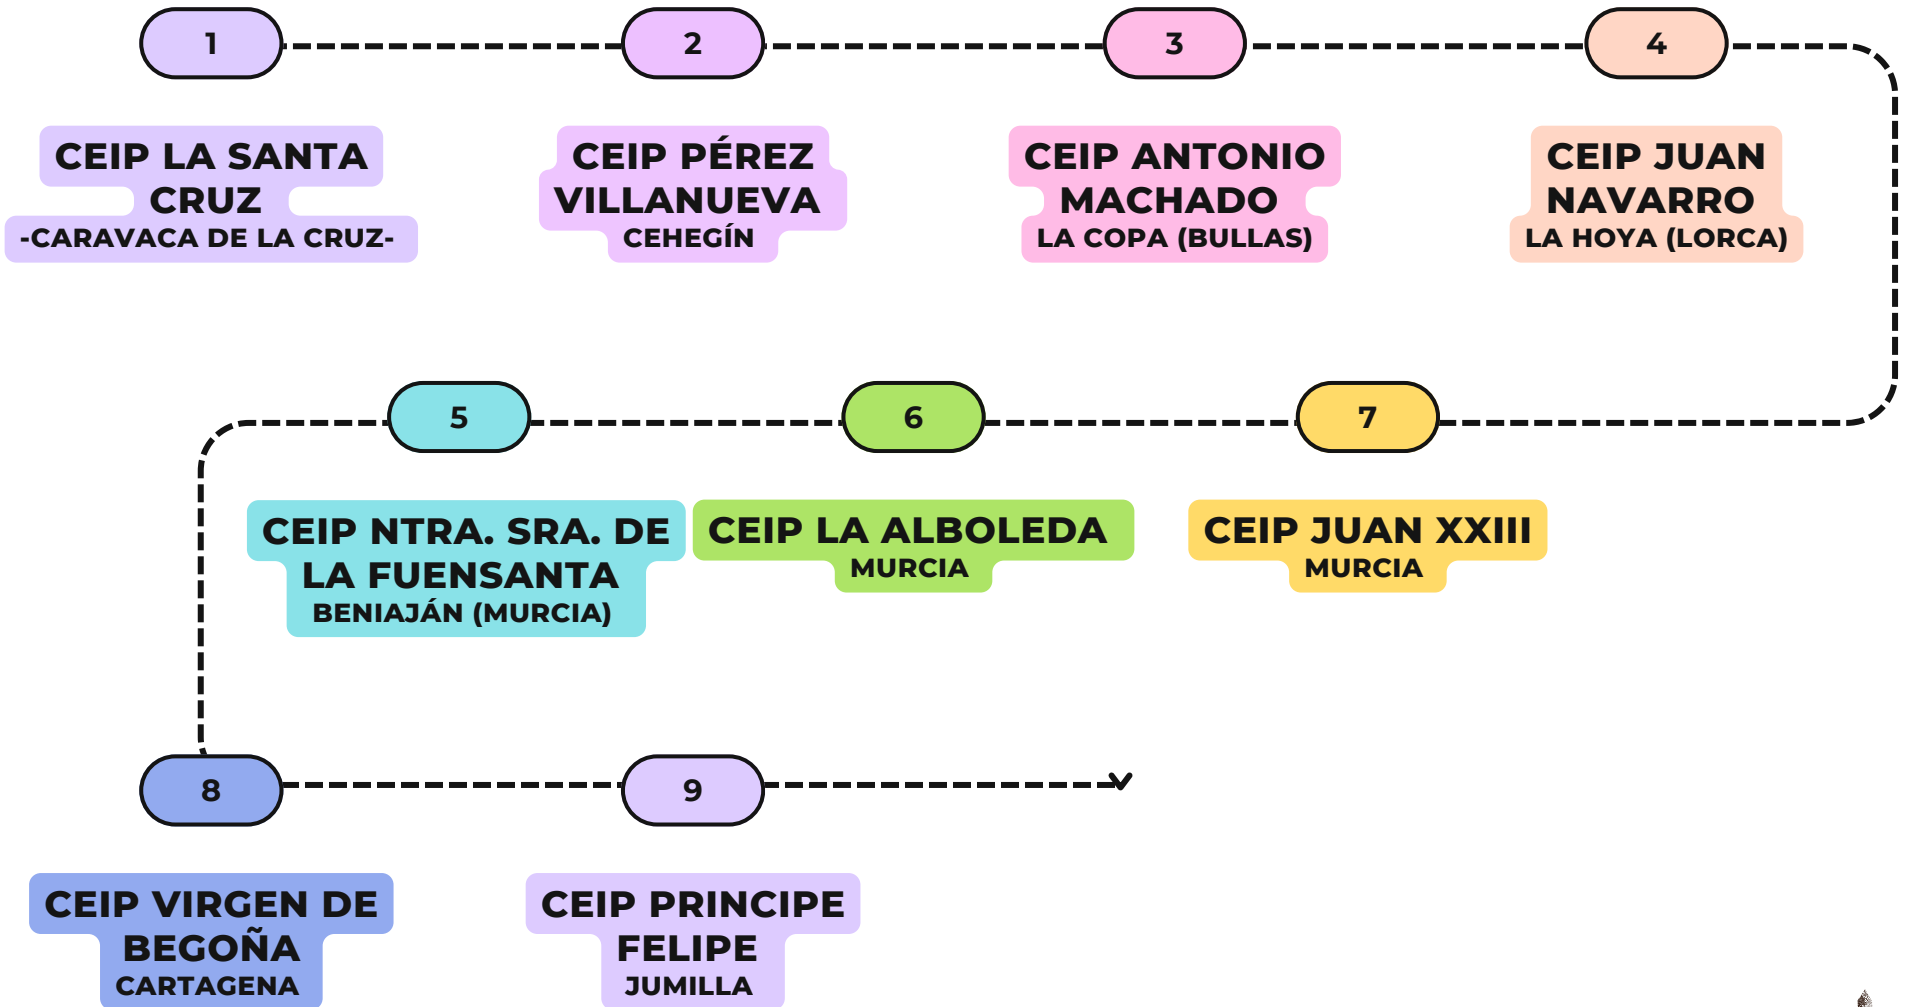 1
2
3
4
CEIP LA SANTA
CRUZ
-CARAVACA DE LA CRUZ-
CEIP PÉREZ
VILLANUEVA
CEHEGÍN
CEIP ANTONIO
MACHADO
LA COPA (BULLAS)
CEIP JUAN
NAVARRO
LA HOYA (LORCA)
5
6
7
CEIP NTRA. SRA. DE
LA FUENSANTA
BENIAJÁN (MURCIA)
CEIP LA ALBOLEDA
MURCIA
CEIP JUAN XXIII
MURCIA
8
9
CEIP VIRGEN DE
BEGOÑA
CARTAGENA
CEIP PRINCIPE
FELIPE
JUMILLA